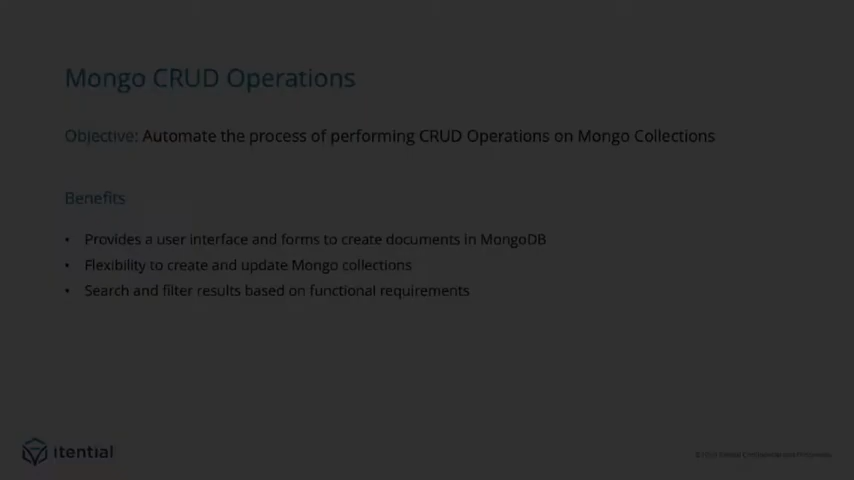 Mongo CRUD Operations
Objective: Automate the process of performing CRUD Operations on Mongo Collections
Benefits
• Provides a user interface and forms to create documents in MongoDB
• Flexibility to create and update Mongo collections
• Search and filter results based on functional requirements
itential